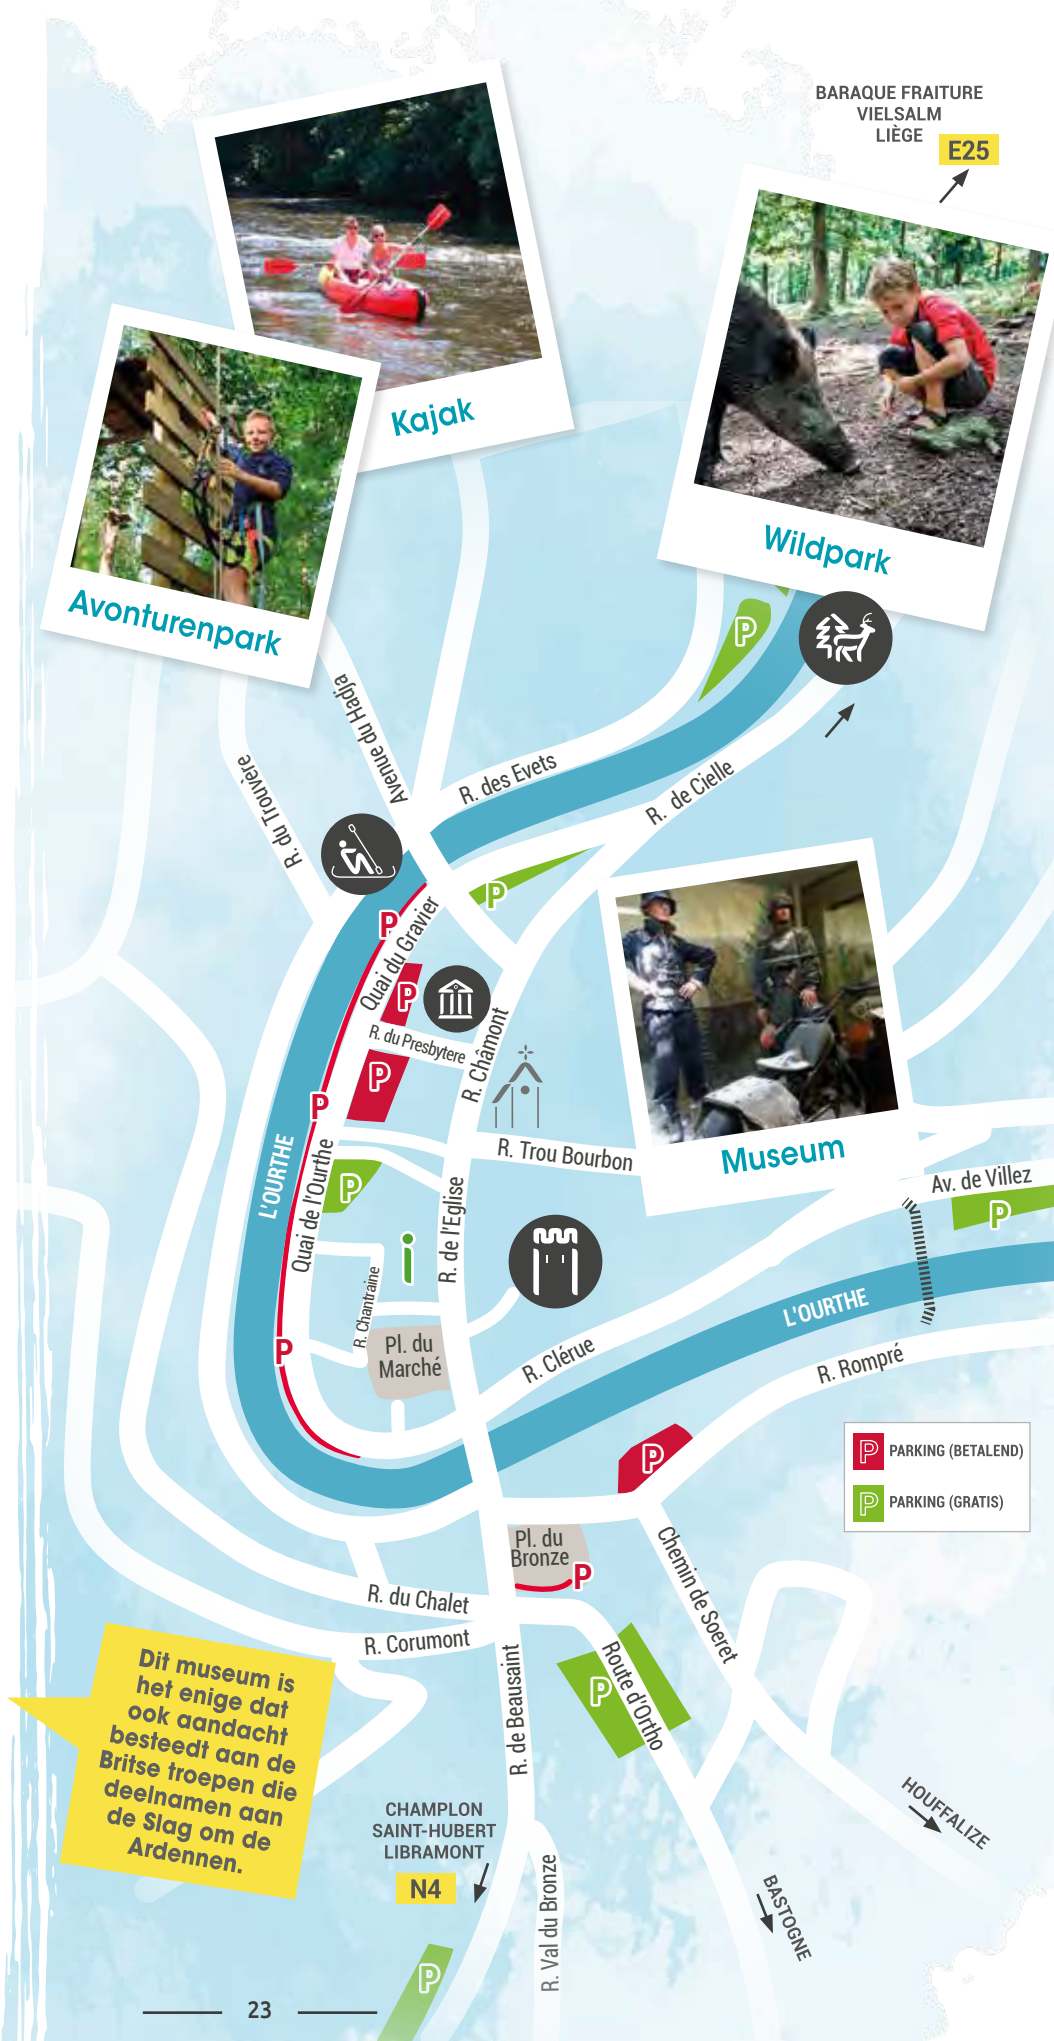 BARAQUE FRAITURE
VIELSALM
LIÈGE
E25
Kajak
Wildpark
Avonturenpark
P
Avenue du Hadja
R. du Trouvère
R. des Evets
R. de Cielle
P
P
Quai du Gravier
P
R. du Presbytere
R. Châmont
P
P
L'OURTHE
Quai de l'Ourthe
P
R. Trou Bourbon
Museum
Av. de Villez
P
R. de l'Eglise
i
R. Chantraine
P
Pl. du
Marché
R. Clérue
L'OURTHE
R. Rompré
P
P PARKING (BETALEND)
P PARKING (GRATIS)
Pl. du
Bronze
P
Chemin de Soeret
R. du Chalet
R. Corumont
R. de Beausaint
P
Route d'Ortho
Dit museum is
het enige dat
ook aandacht
besteedt aan de
Britse troepen die
deelnamen aan
de Slag om de
Ardennen.
CHAMPLON
SAINT-HUBERT
LIBRAMONT
N4
HOUFFALIZE
BASTOGNE
R. Val du Bronze
P
23